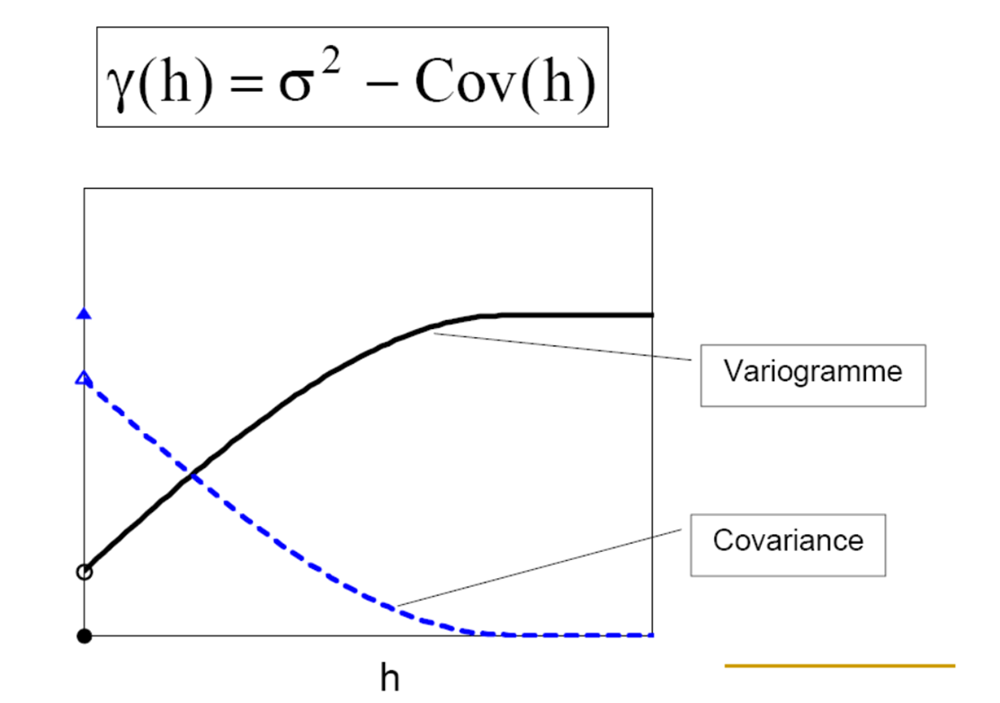 γ(h) = σ² − Cov(h)
Variogramme
Covariance
h